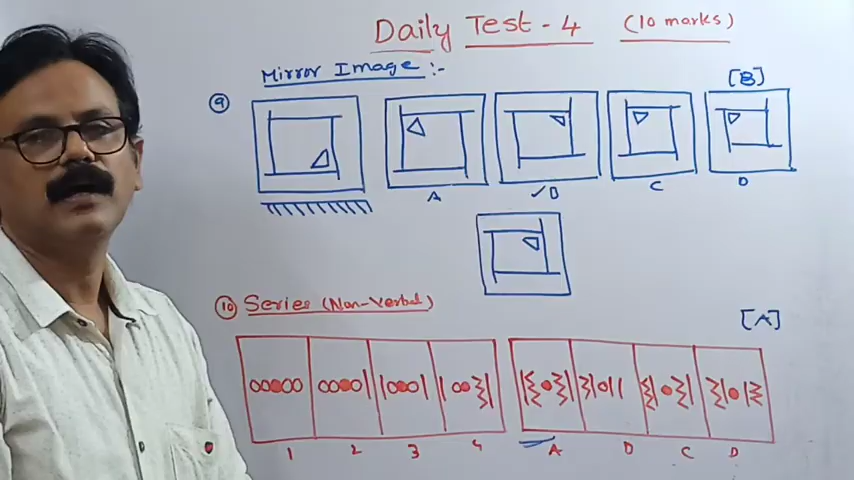 Daily Test - 4 (10 marks)
Mirror Image :-
[B]
9
A ✓B C D
10 Series (Non-Verbal)
[A]
1 2 3 4 A B C D